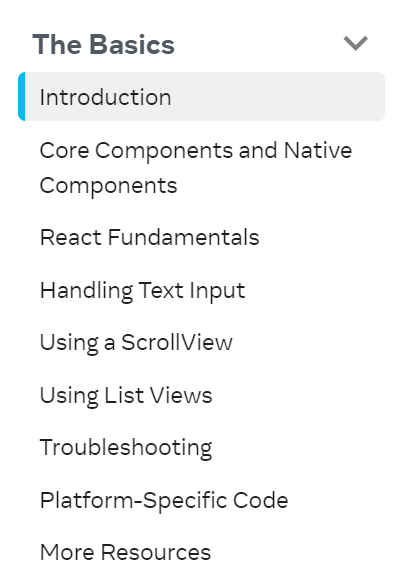 The Basics
Introduction
Core Components and Native
Components
React Fundamentals
Handling Text Input
Using a ScrollView
Using List Views
Troubleshooting
Platform-Specific Code
More Resources